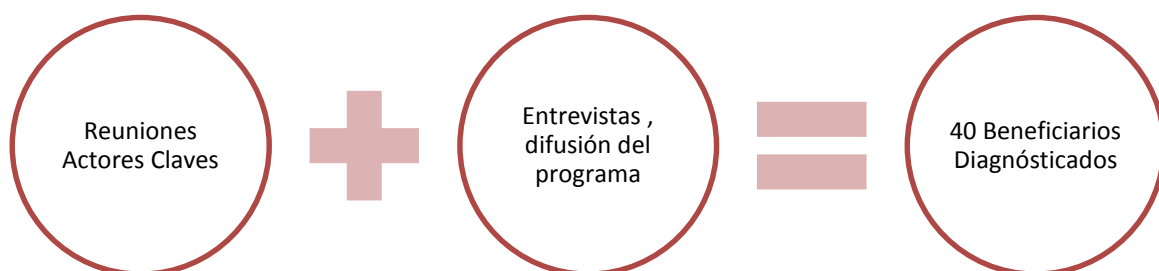 Reuniones
Actores Claves
Entrevistas ,
difusión del
programa
40 Beneficiarios
Diagnósticados